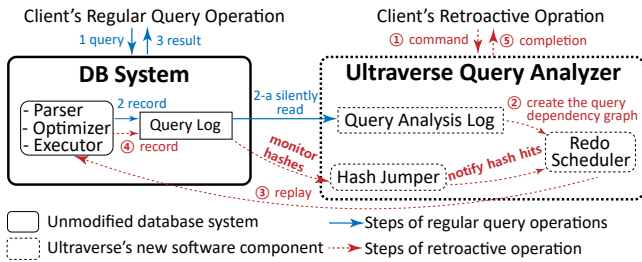 Client's Regular Query Operation
Client's Retroactive Opration
1 query
3 result
① command
⑤ completion
DB System
Ultraverse Query Analyzer
- Parser
- Optimizer
- Executor
2 record
④ record
Query Log
2-a silently
read
Query Analysis Log
② create the query
dependency graph
monitor
hashes
Hash Jumper
notify hash hits
Redo
Scheduler
③ replay
Unmodified database system
Steps of regular query operations
Ultraverse's new software component
Steps of retroactive operation